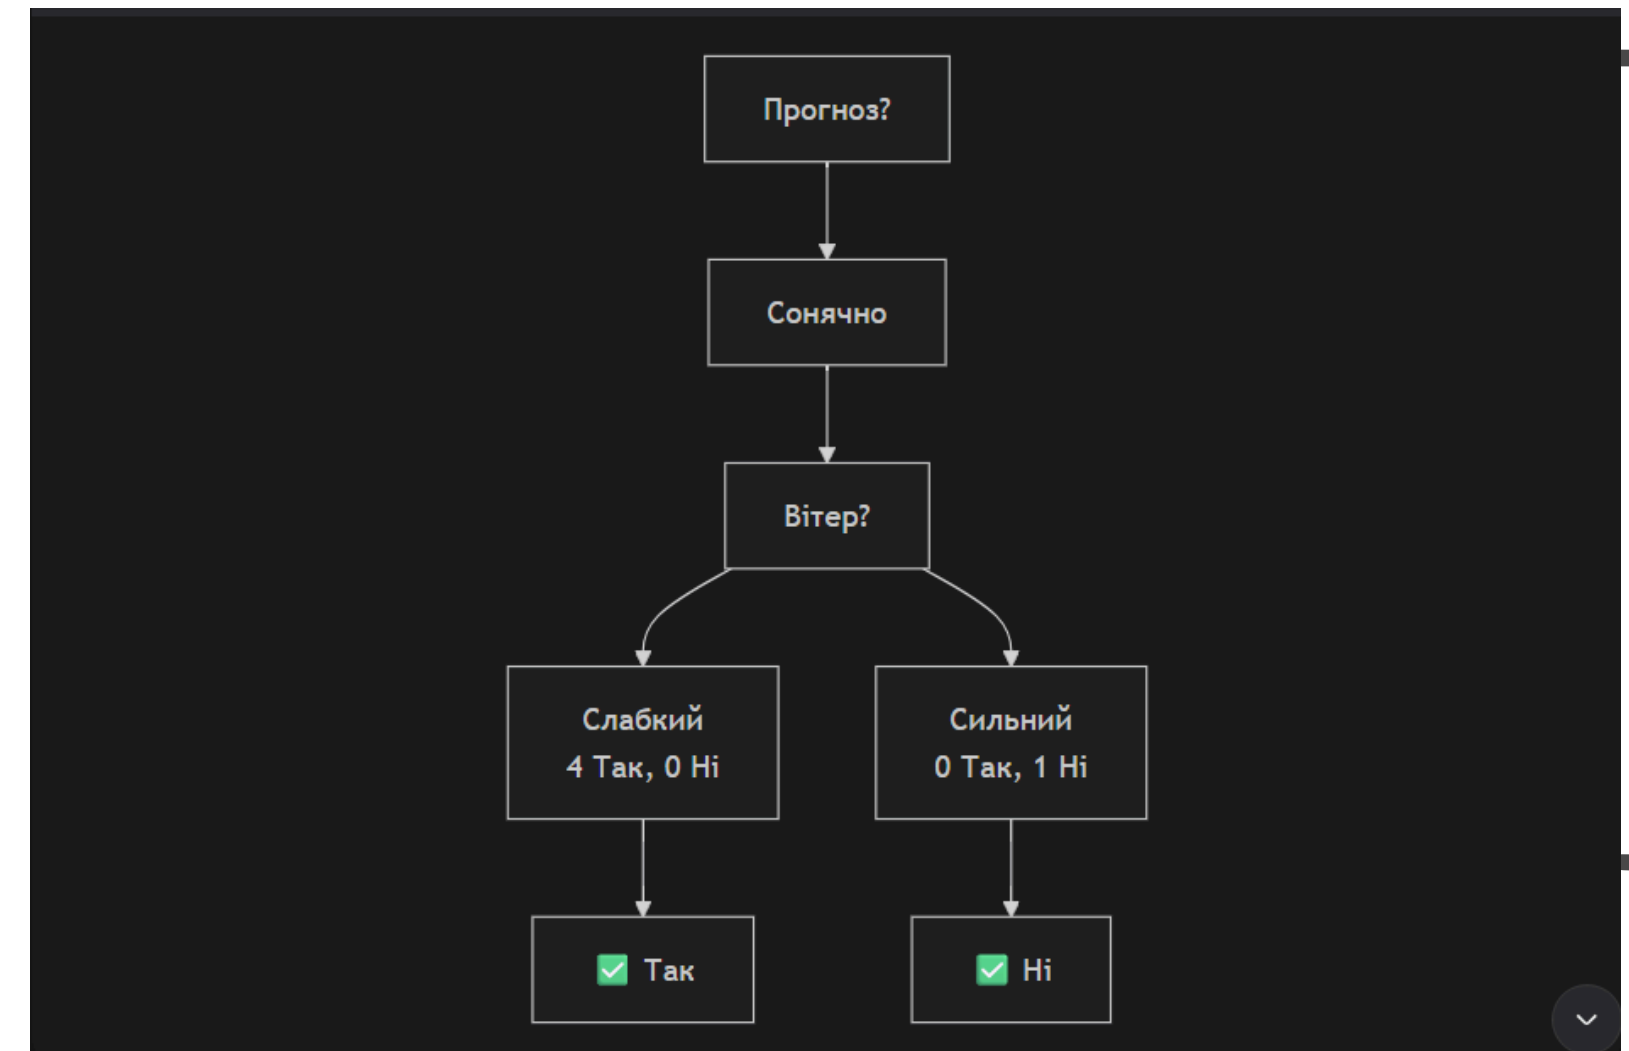 Прогноз?
Сонячно
Вітер?
Слабкий
4 Так, 0 Ні
Сильний
0 Так, 1 Ні
✅ Так
✅ Ні